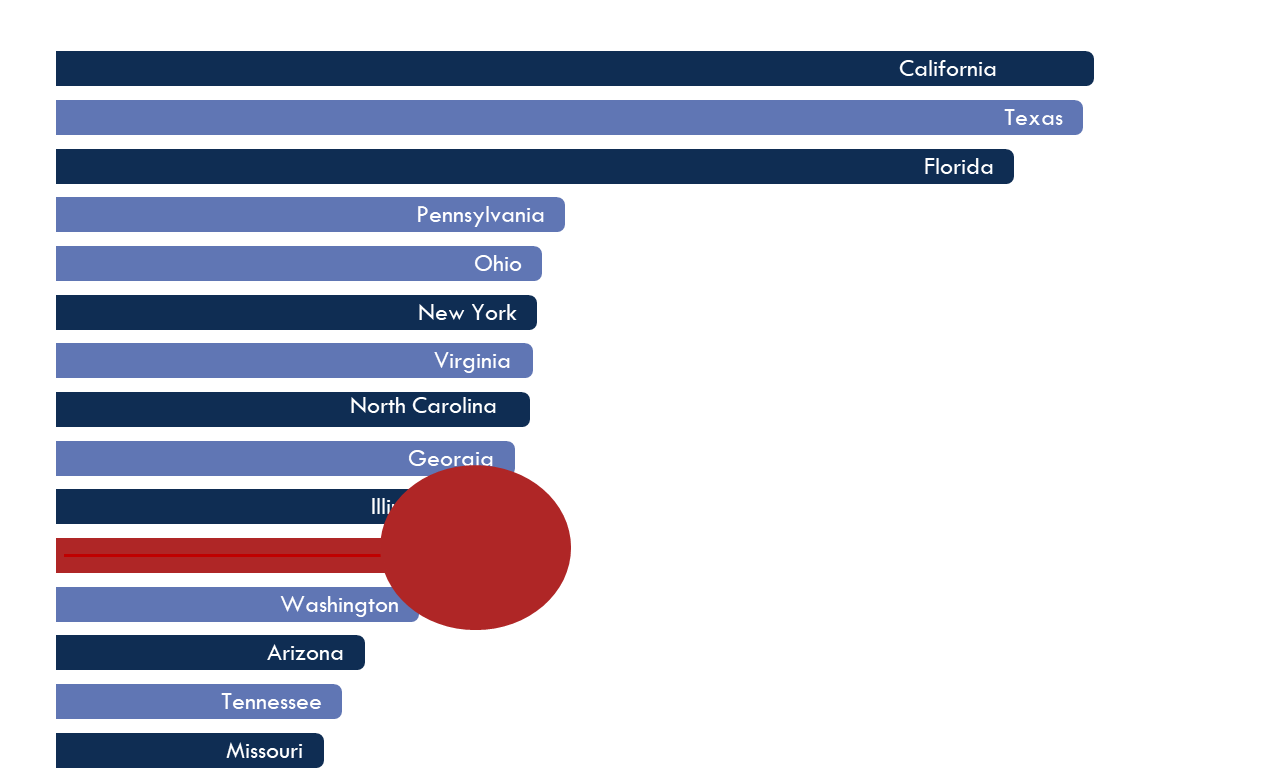 California
Texas
Florida
Pennsylvania
Ohio
New York
Virginia
North Carolina
Georgia
Washington
Arizona
Tennessee
Missouri